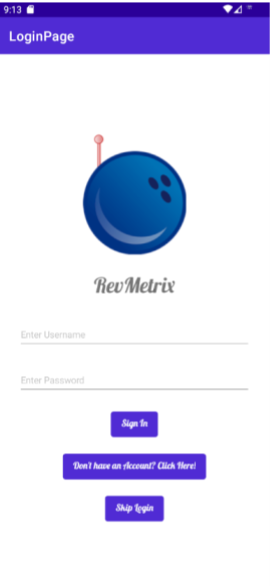 9:13
LoginPage
RevMetrix
Enter Username
Enter Password
Sign In
Don't have an Account? Click Here!
Skip Login